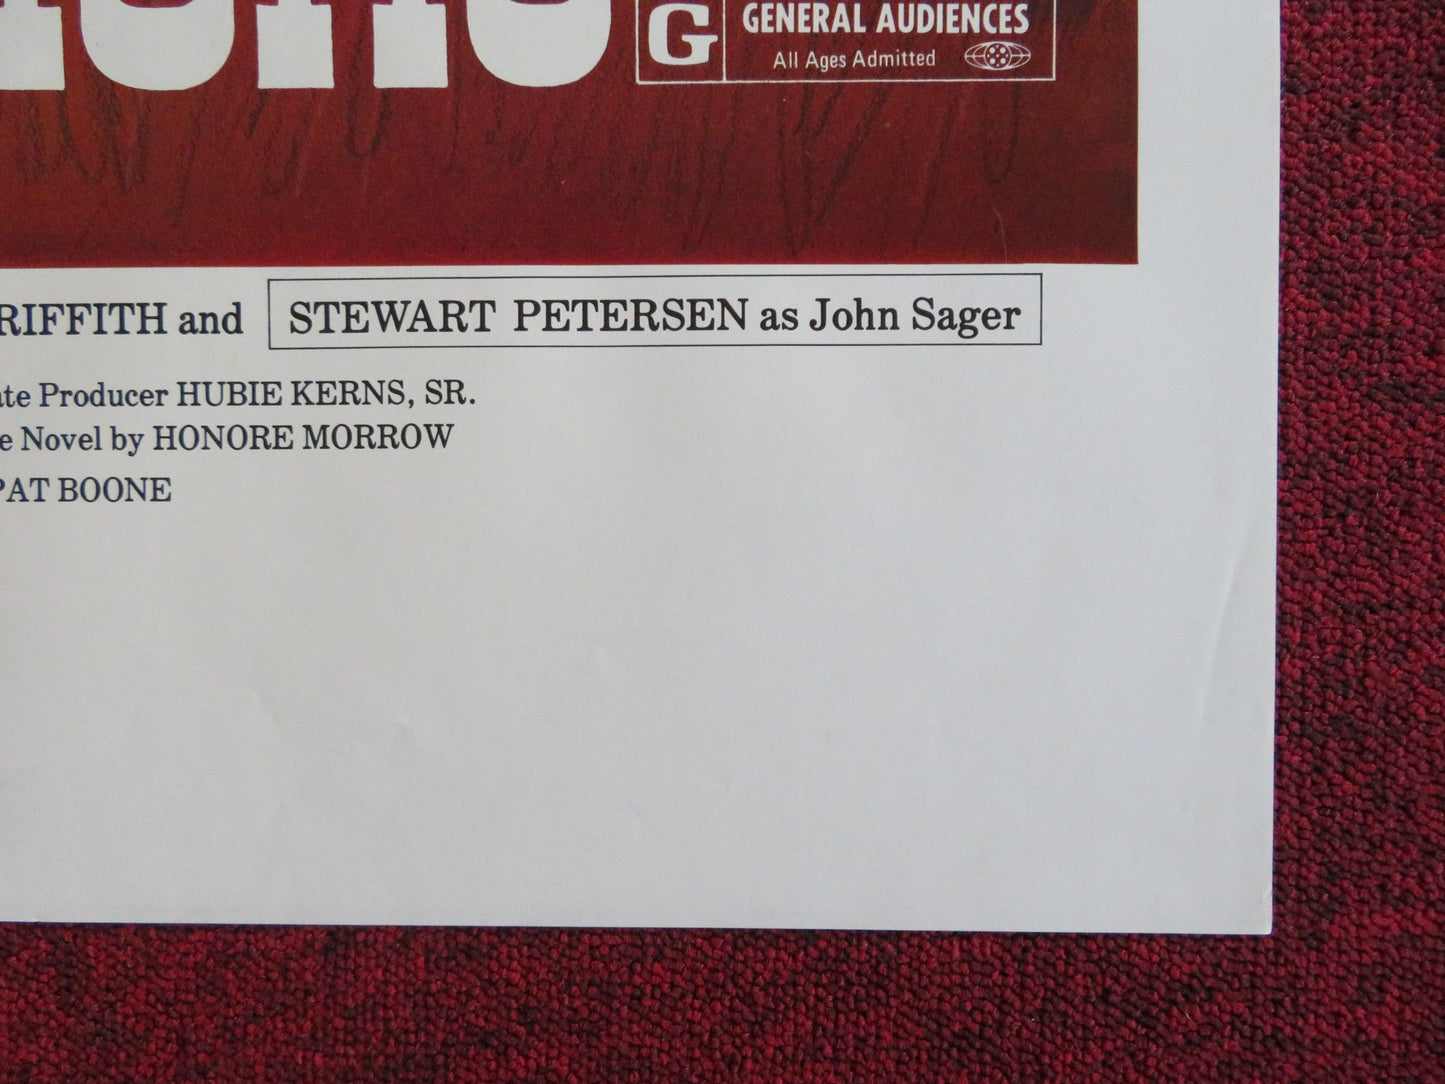 G
GENERAL AUDIENCES
All Ages Admitted
RIFFITH and STEWART PETERSEN as John Sager
te Producer HUBIE KERNS, SR.
e Novel by HONORE MORROW
PAT BOONE